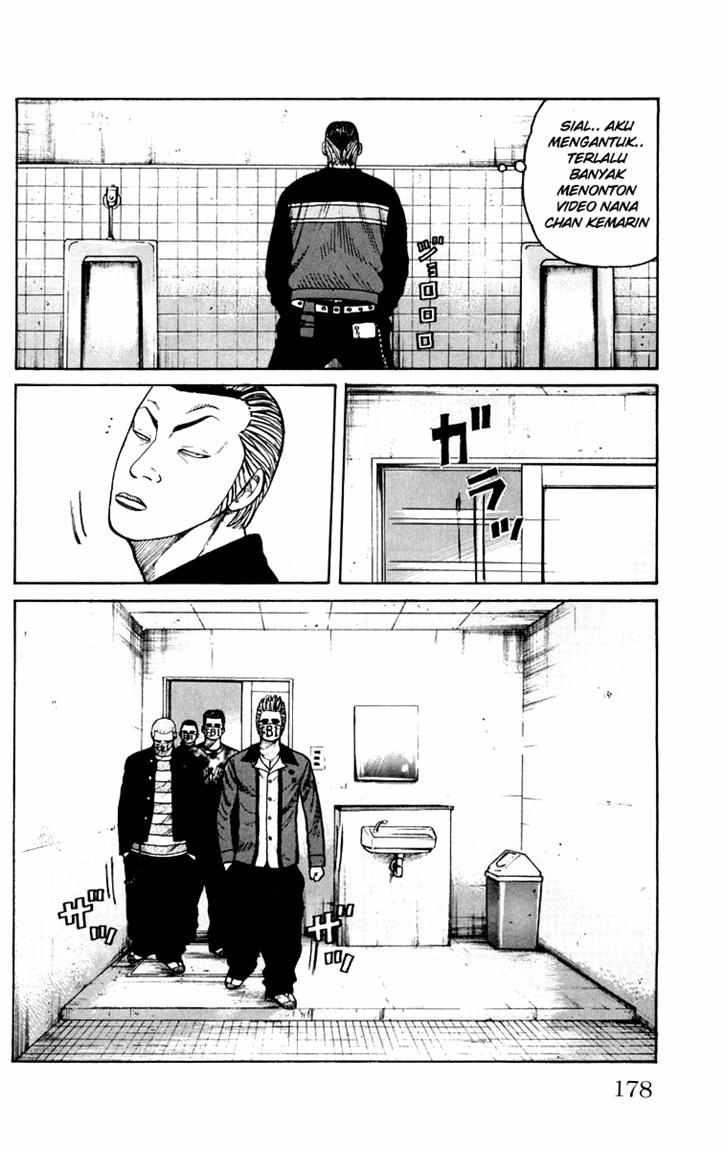 SIAL.. AKU
MENGANTUK..
TERLALU
BANYAK
MENONTON
VIDEO NANA
CHAN KEMARIN
ジョロロロ
ガラッ
ザッ
ザッ
178